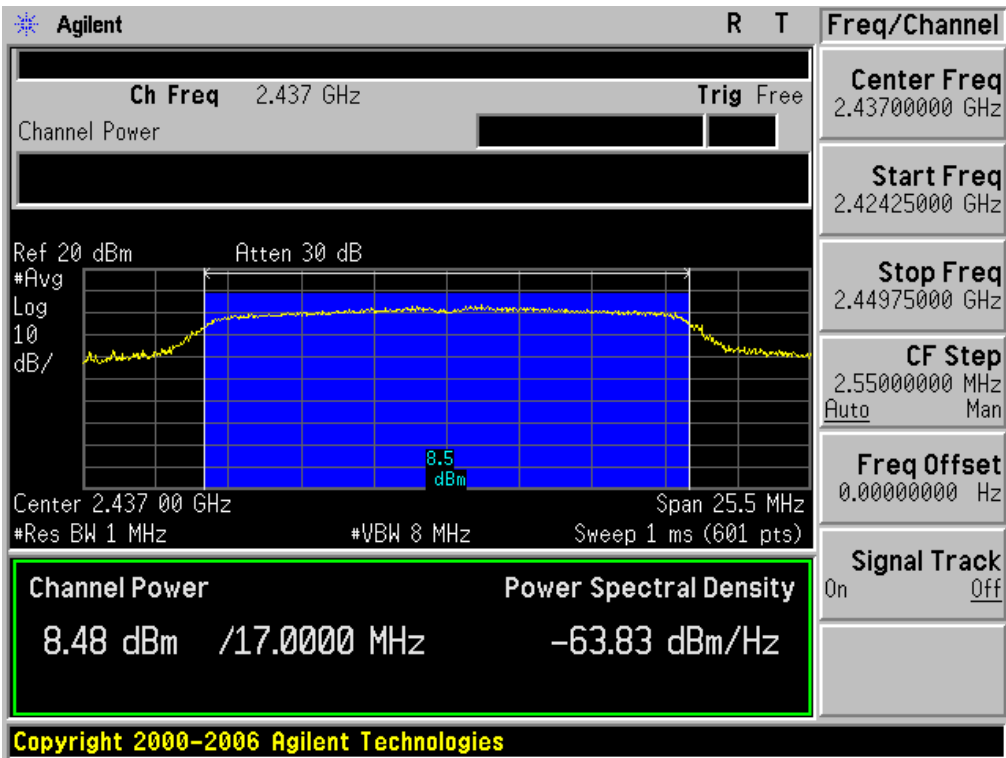 Agilent R T Freq/Channel
Ch Freq 2.437 GHz Trig Free
Channel Power
Center Freq
2.43700000 GHz
Start Freq
2.42425000 GHz
Stop Freq
2.44975000 GHz
CF Step
2.55000000 MHz
Auto Man
Freq Offset
0.00000000 Hz
Signal Track
On Off
Ref 20 dBm Atten 30 dB
#Avg
Log
10
dB/
8.5
dBm
Center 2.437 00 GHz Span 25.5 MHz
#Res BW 1 MHz #VBW 8 MHz Sweep 1 ms (601 pts)
Channel Power Power Spectral Density
8.48 dBm /17.0000 MHz -63.83 dBm/Hz
Copyright 2000-2006 Agilent Technologies